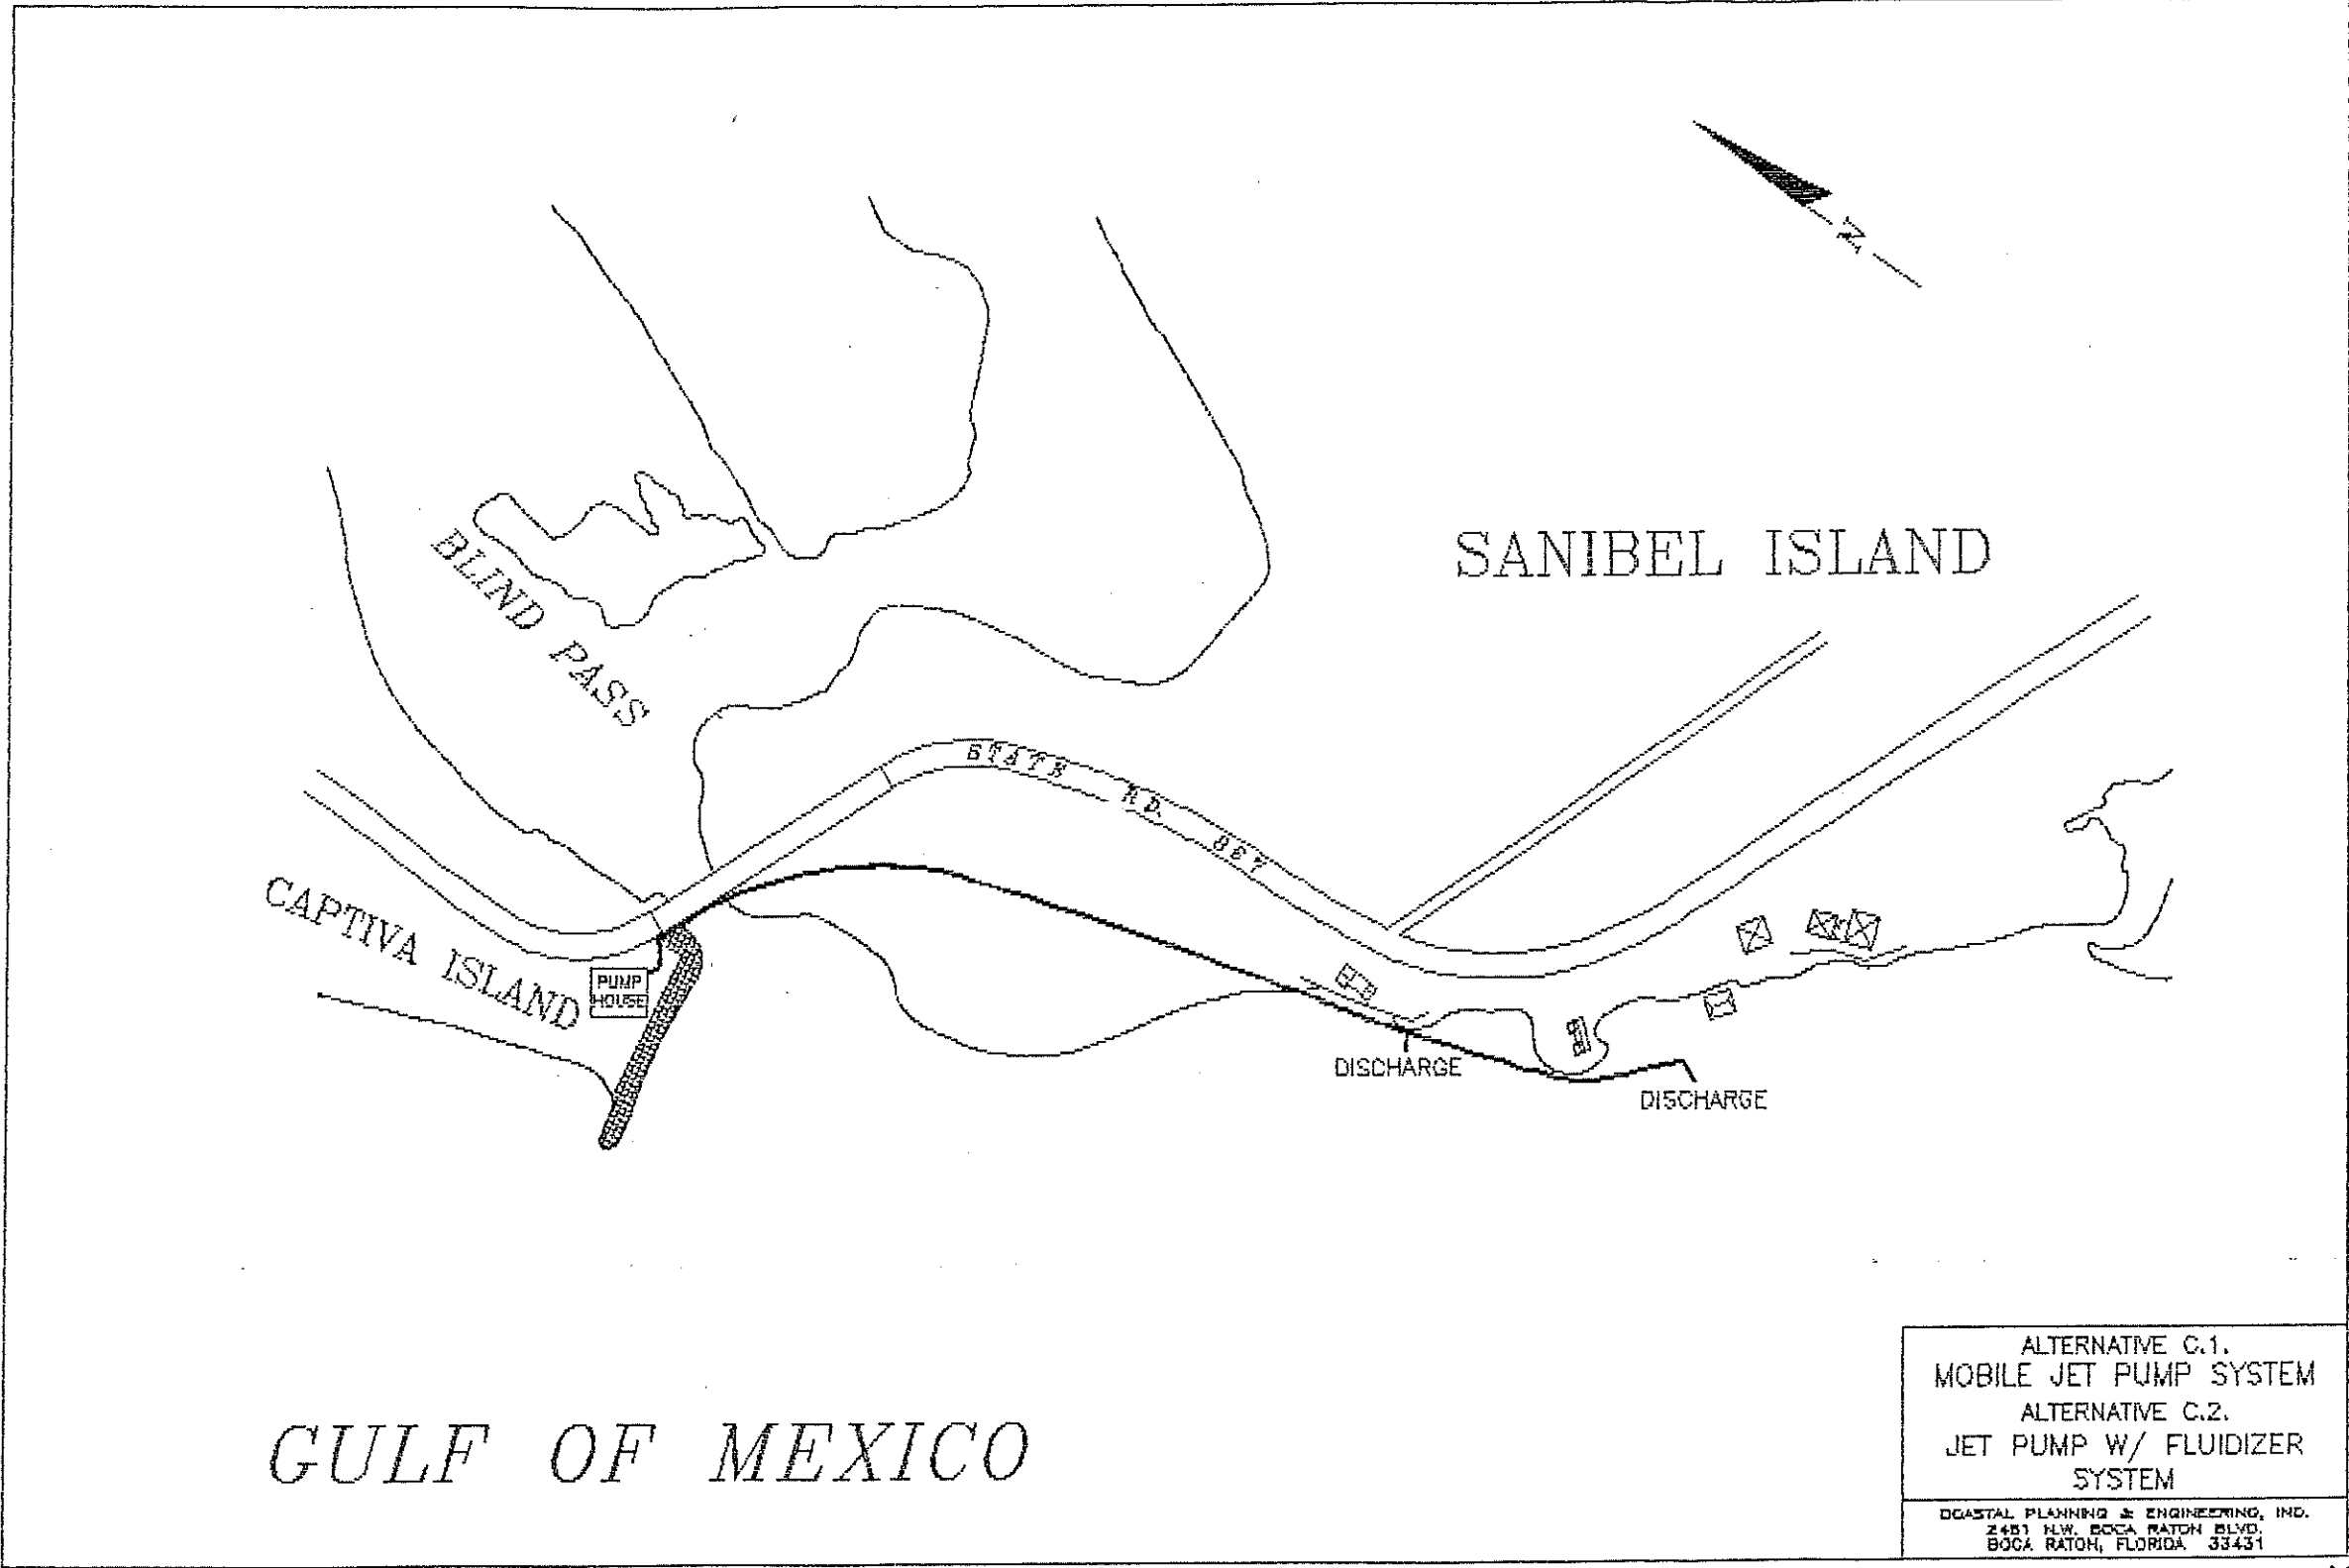 N
SANIBEL ISLAND
BLIND PASS
STATE RD. 867
CAPTIVA ISLAND
PUMP
HOUSE
DISCHARGE
DISCHARGE
GULF OF MEXICO
ALTERNATIVE C.1.
MOBILE JET PUMP SYSTEM
ALTERNATIVE C.2.
JET PUMP W/ FLUIDIZER
SYSTEM
COASTAL PLANNING & ENGINEERING, INC.
2481 N.W. BOCA RATON BLVD.
BOCA RATON, FLORIDA 33431